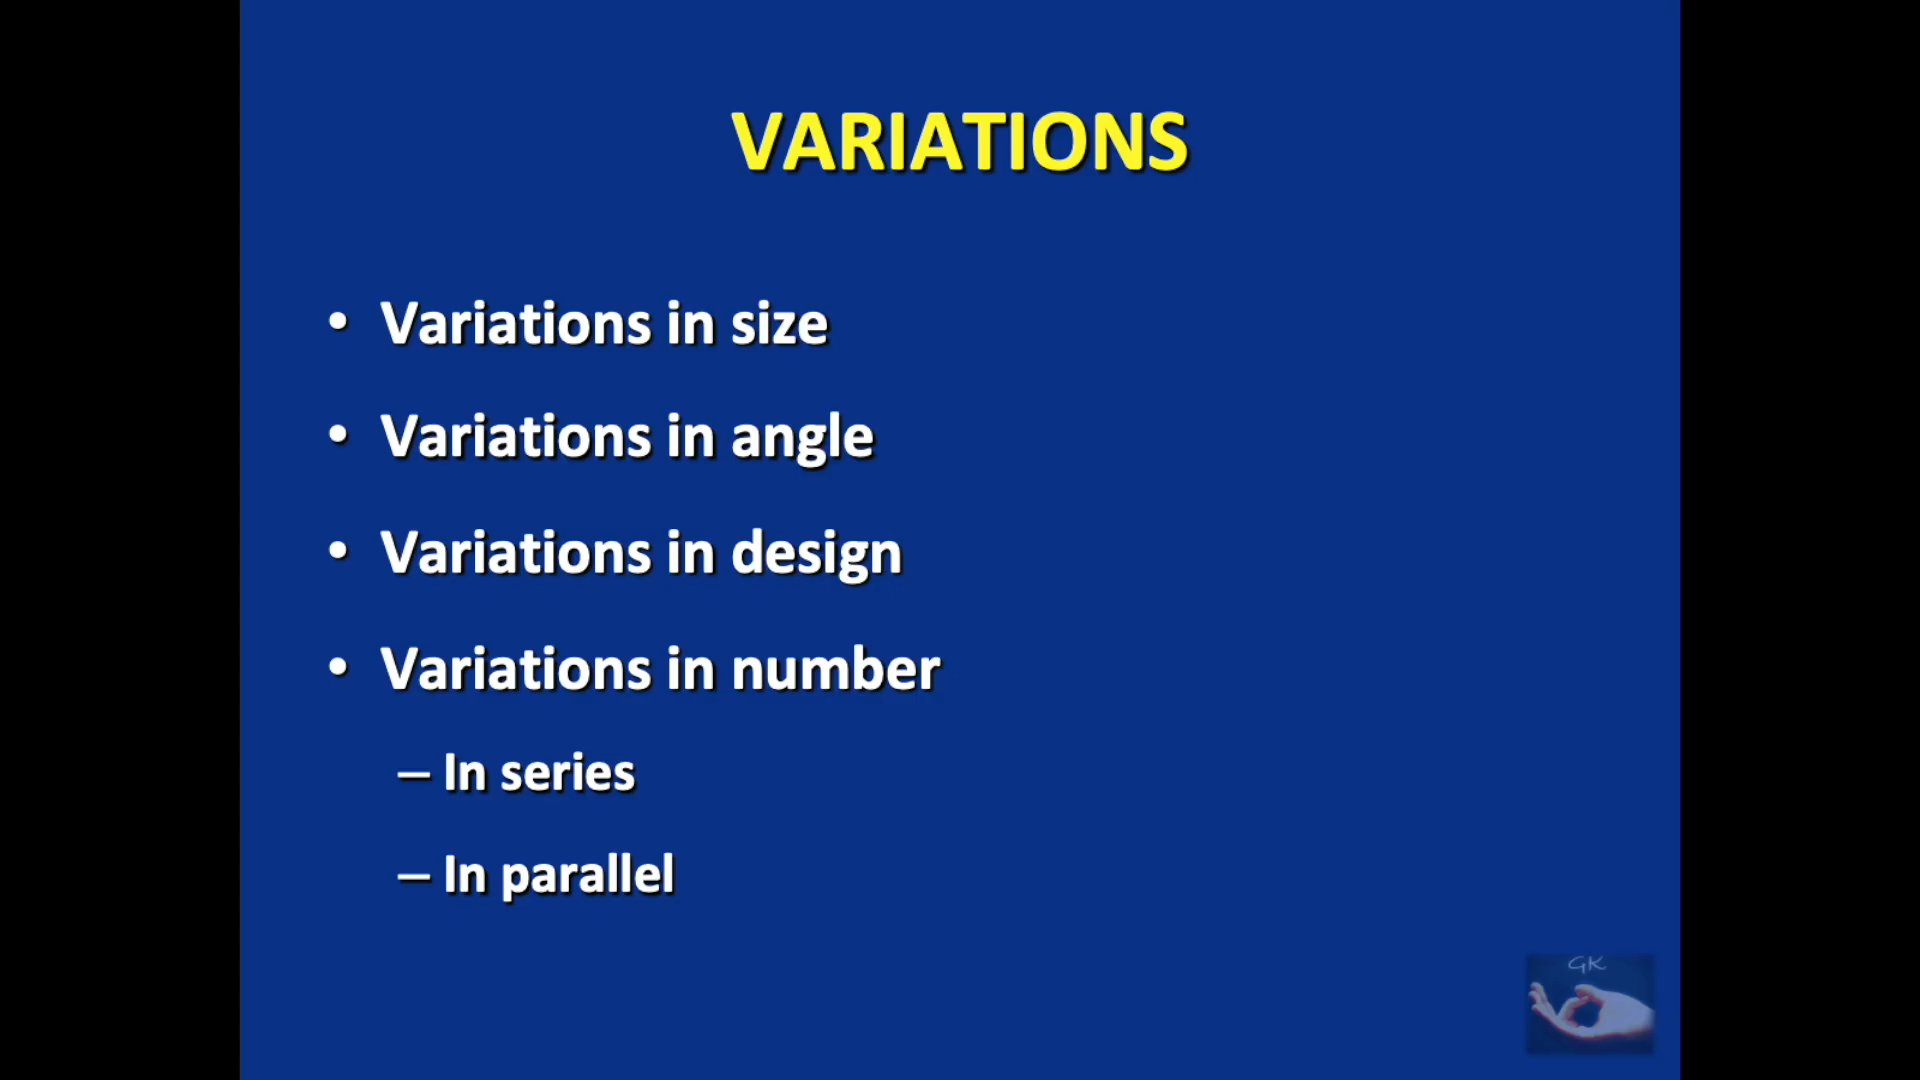 VARIATIONS
• Variations in size
• Variations in angle
• Variations in design
• Variations in number
– In series
– In parallel
GK